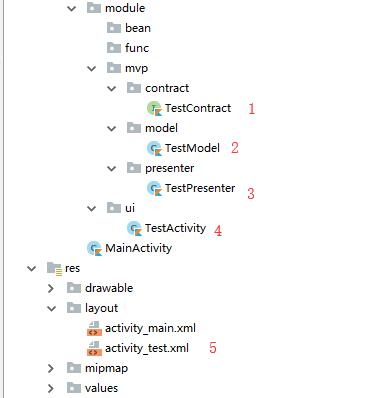 module
bean
func
mvp
contract
TestContract 1
model
TestModel 2
presenter
TestPresenter 3
ui
TestActivity 4
MainActivity
res
drawable
layout
activity_main.xml
activity_test.xml 5
mipmap
values